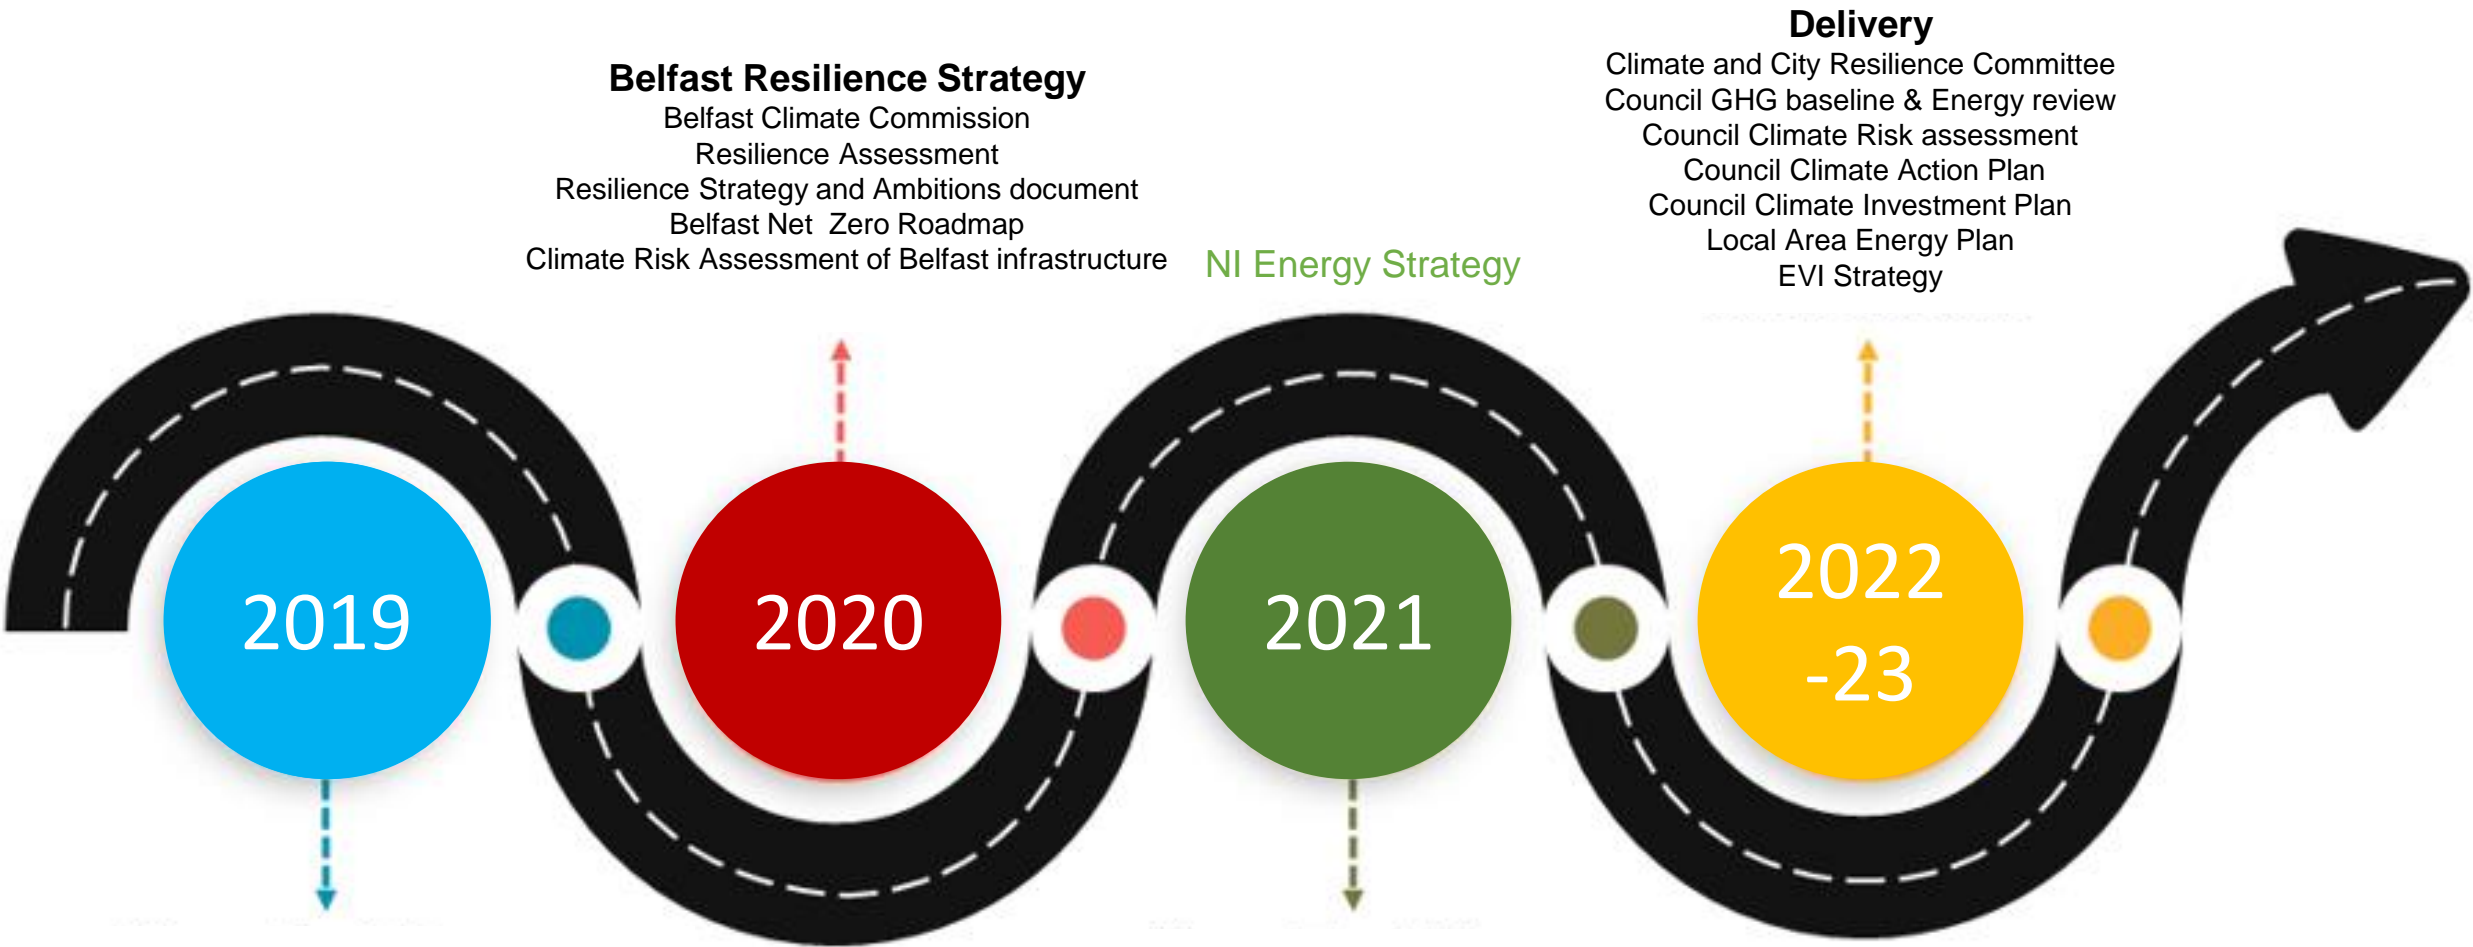 Belfast Resilience Strategy
Belfast Climate Commission
Resilience Assessment
Resilience Strategy and Ambitions document
Belfast Net Zero Roadmap
Climate Risk Assessment of Belfast infrastructure
NI Energy Strategy
Delivery
Climate and City Resilience Committee
Council GHG baseline & Energy review
Council Climate Risk assessment
Council Climate Action Plan
Council Climate Investment Plan
Local Area Energy Plan
EVI Strategy
2019
2020
2021
2022
-23